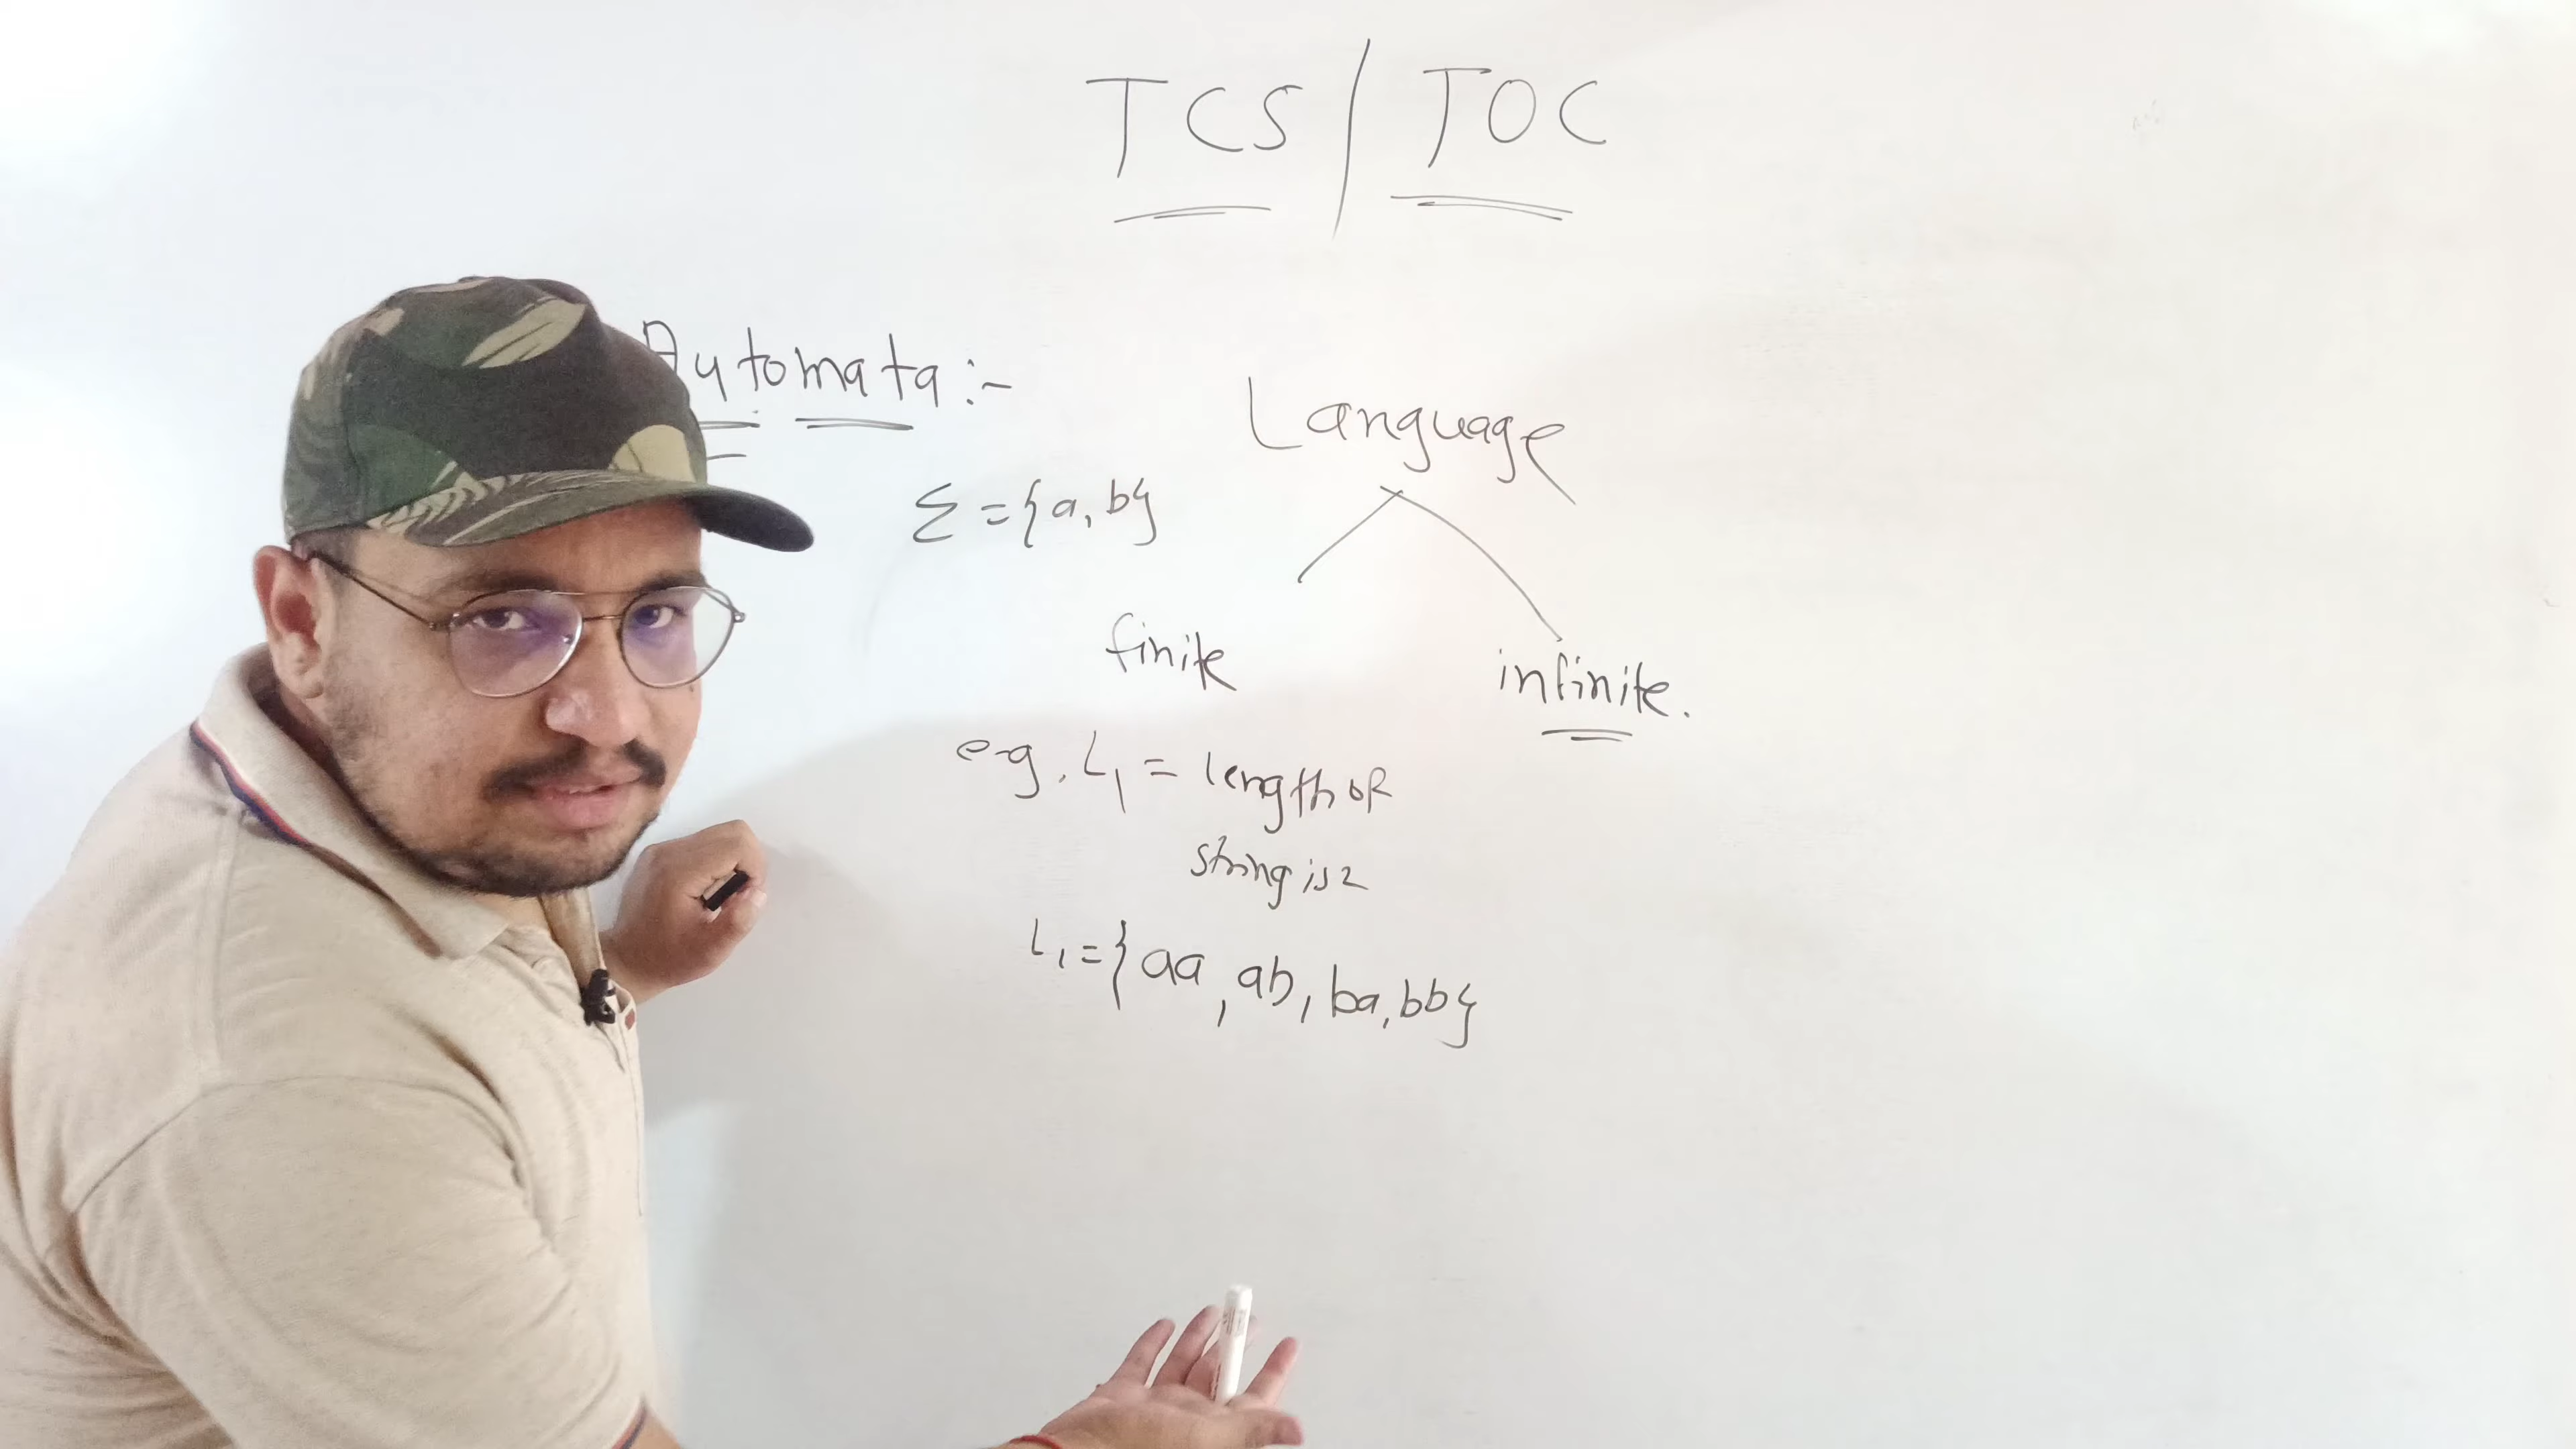 TCS / TOC
Automata :-
Language
Σ = {a, b}
finite
infinite.
e-g. L1 = length of
string is 2
L1 = {aa, ab, ba, bb}